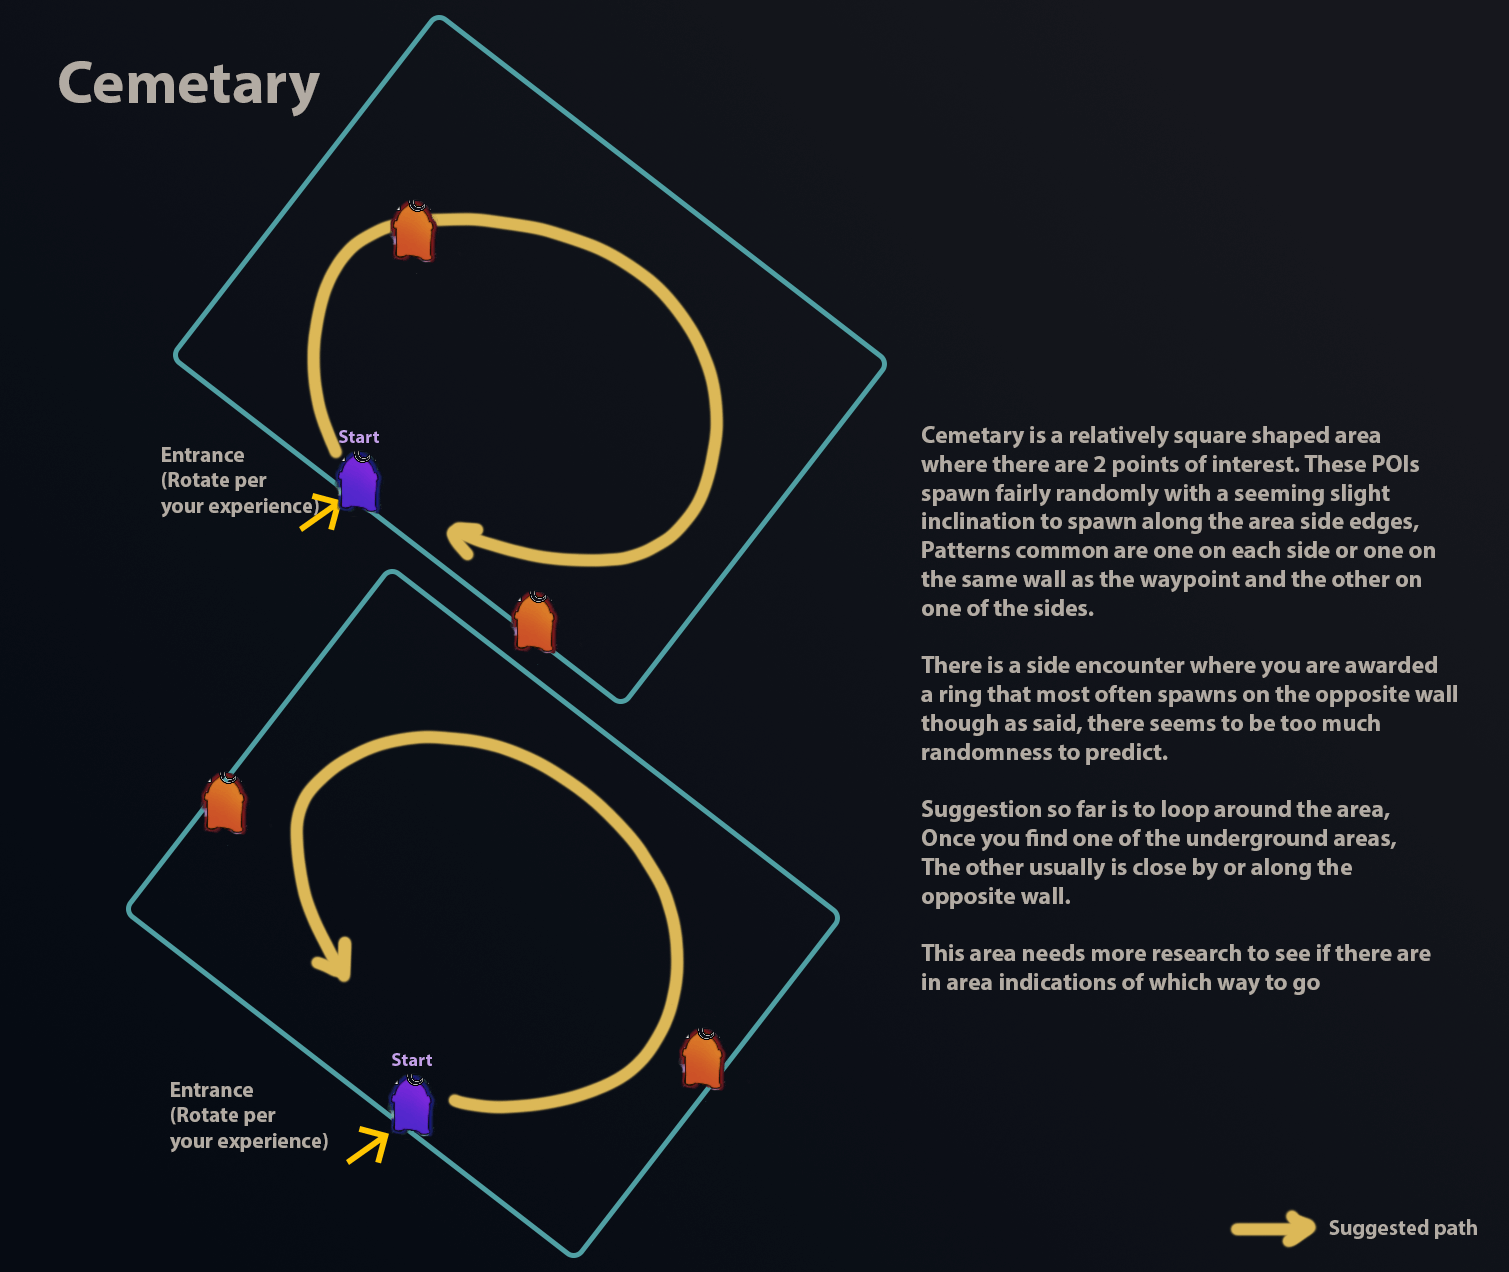 Cemetary
Start
Entrance
(Rotate per
your experience)
Cemetary is a relatively square shaped area
where there are 2 points of interest. These POIs
spawn fairly randomly with a seeming slight
inclination to spawn along the area side edges,
Patterns common are one on each side or one on
the same wall as the waypoint and the other on
one of the sides.
There is a side encounter where you are awarded
a ring that most often spawns on the opposite wall
though as said, there seems to be too much
randomness to predict.
Suggestion so far is to loop around the area,
Once you find one of the underground areas,
The other usually is close by or along the
opposite wall.
This area needs more research to see if there are
in area indications of which way to go
Start
Entrance
(Rotate per
your experience)
Suggested path